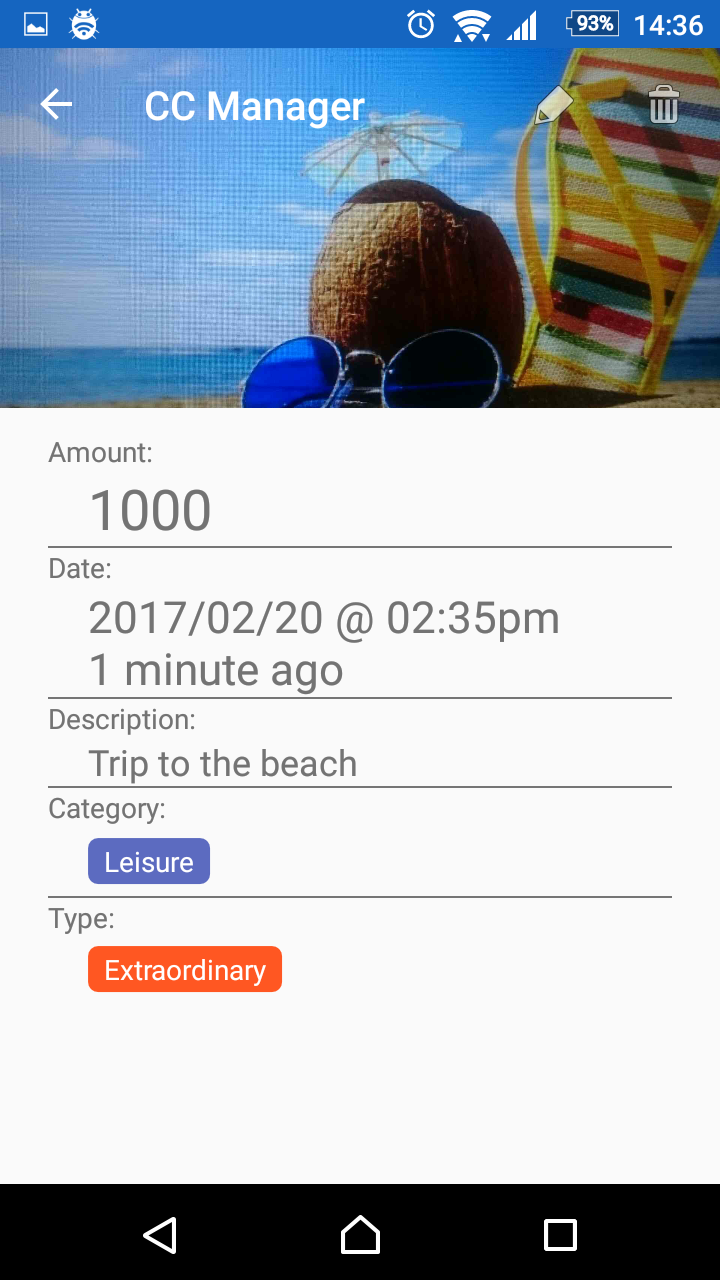 93% 14:36
CC Manager
Amount:
1000
Date:
2017/02/20 @ 02:35pm
1 minute ago
Description:
Trip to the beach
Category:
Leisure
Type:
Extraordinary